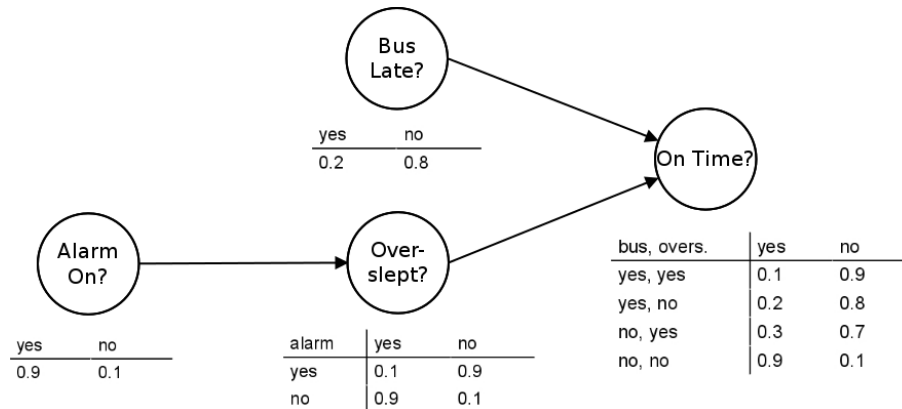 Bus
Late?
yes no
0.2 0.8
On Time?
Alarm
On?
yes no
0.9 0.1
Over-
slept?
alarm yes no
yes 0.1 0.9
no 0.9 0.1
bus, overs. yes no
yes, yes 0.1 0.9
yes, no 0.2 0.8
no, yes 0.3 0.7
no, no 0.9 0.1